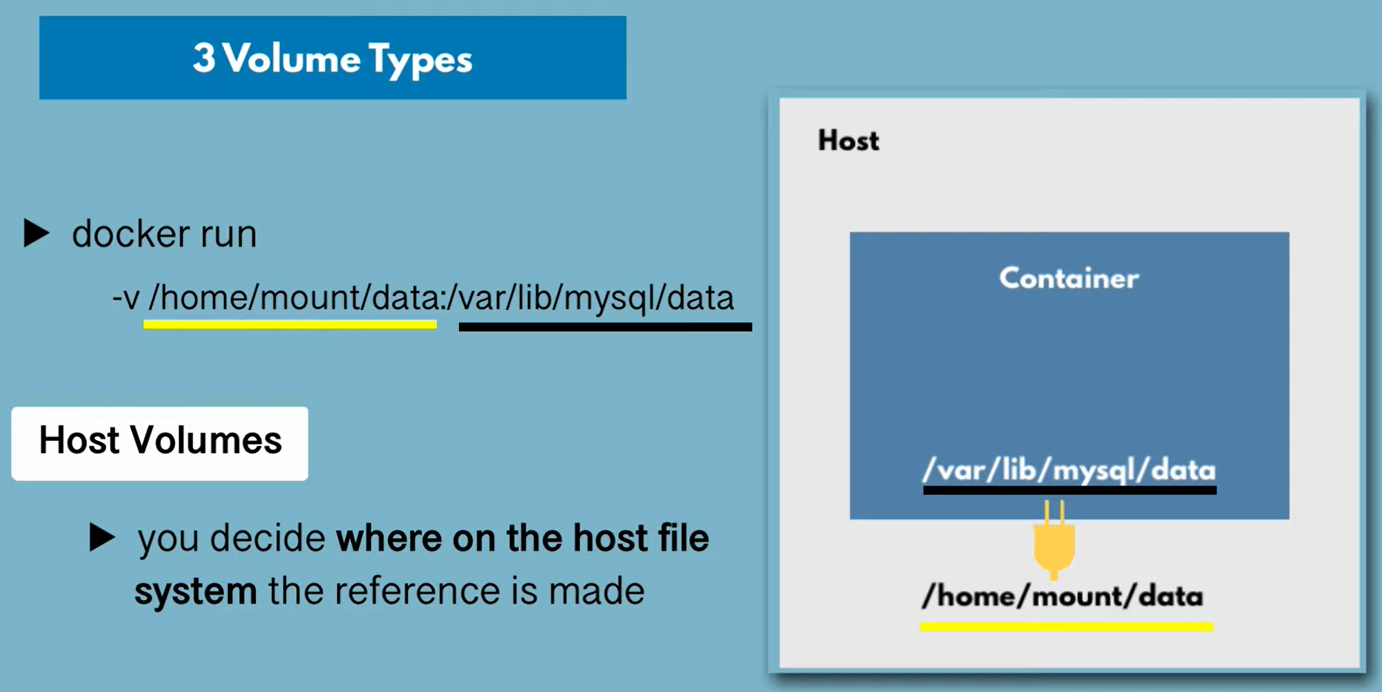 3 Volume Types
docker run
-v /home/mount/data:/var/lib/mysql/data
Host Volumes
you decide where on the host file
system the reference is made
Host
Container
/var/lib/mysql/data
/home/mount/data